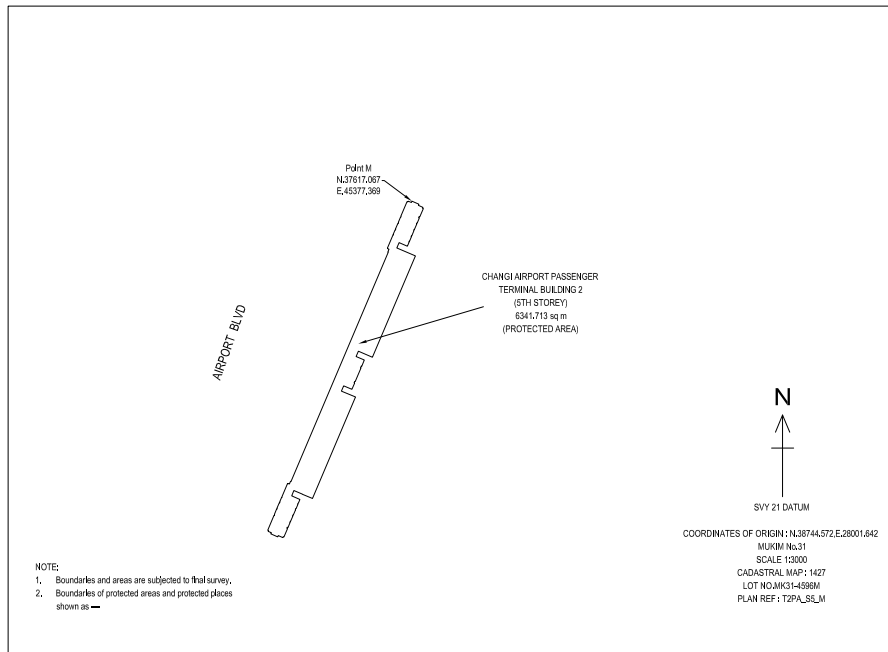 Point M
N.37617.067
E.45377.369
CHANGI AIRPORT PASSENGER
TERMINAL BUILDING 2
(5TH STOREY)
6341.713 sq m
(PROTECTED AREA)
AIRPORT BLVD
N
SVY 21 DATUM
COORDINATES OF ORIGIN : N.38744.572,E.28001.642
MUKIM No.31
SCALE 1:3000
CADASTRAL MAP : 1427
LOT NO.MK31-4596M
PLAN REF : T2PA_S5_M
NOTE:
1. Boundaries and areas are subjected to final survey.
2. Boundaries of protected areas and protected places
shown as —